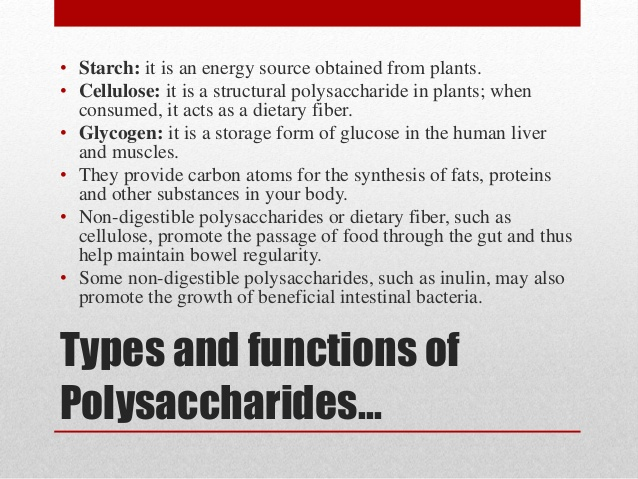 • Starch: it is an energy source obtained from plants.
• Cellulose: it is a structural polysaccharide in plants; when
consumed, it acts as a dietary fiber.
• Glycogen: it is a storage form of glucose in the human liver
and muscles.
• They provide carbon atoms for the synthesis of fats, proteins
and other substances in your body.
• Non-digestible polysaccharides or dietary fiber, such as
cellulose, promote the passage of food through the gut and thus
help maintain bowel regularity.
• Some non-digestible polysaccharides, such as inulin, may also
promote the growth of beneficial intestinal bacteria.
Types and functions of
Polysaccharides...